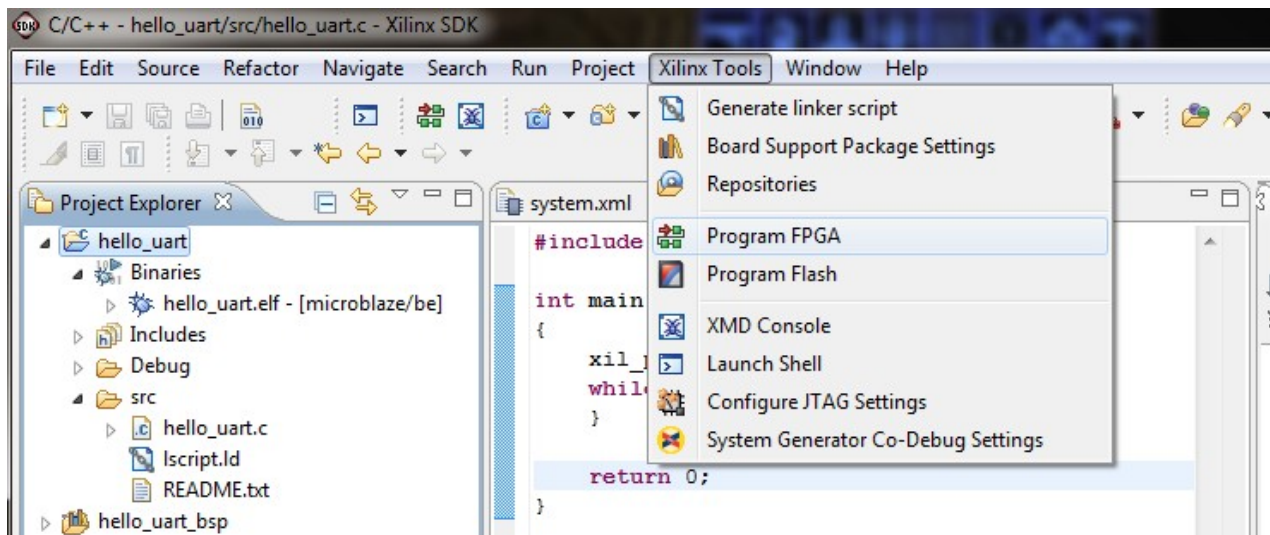 C/C++ - hello_uart/src/hello_uart.c - Xilinx SDK
File Edit Source Refactor Navigate Search Run Project Xilinx Tools Window Help
Generate linker script
Board Support Package Settings
Repositories
Program FPGA
Program Flash
XMD Console
Launch Shell
Configure JTAG Settings
System Generator Co-Debug Settings
Project Explorer
hello_uart
Binaries
hello_uart.elf - [microblaze/be]
Includes
Debug
src
hello_uart.c
lscript.ld
README.txt
hello_uart_bsp
system.xml
#include
int main
{
xil_
}
return 0;
}